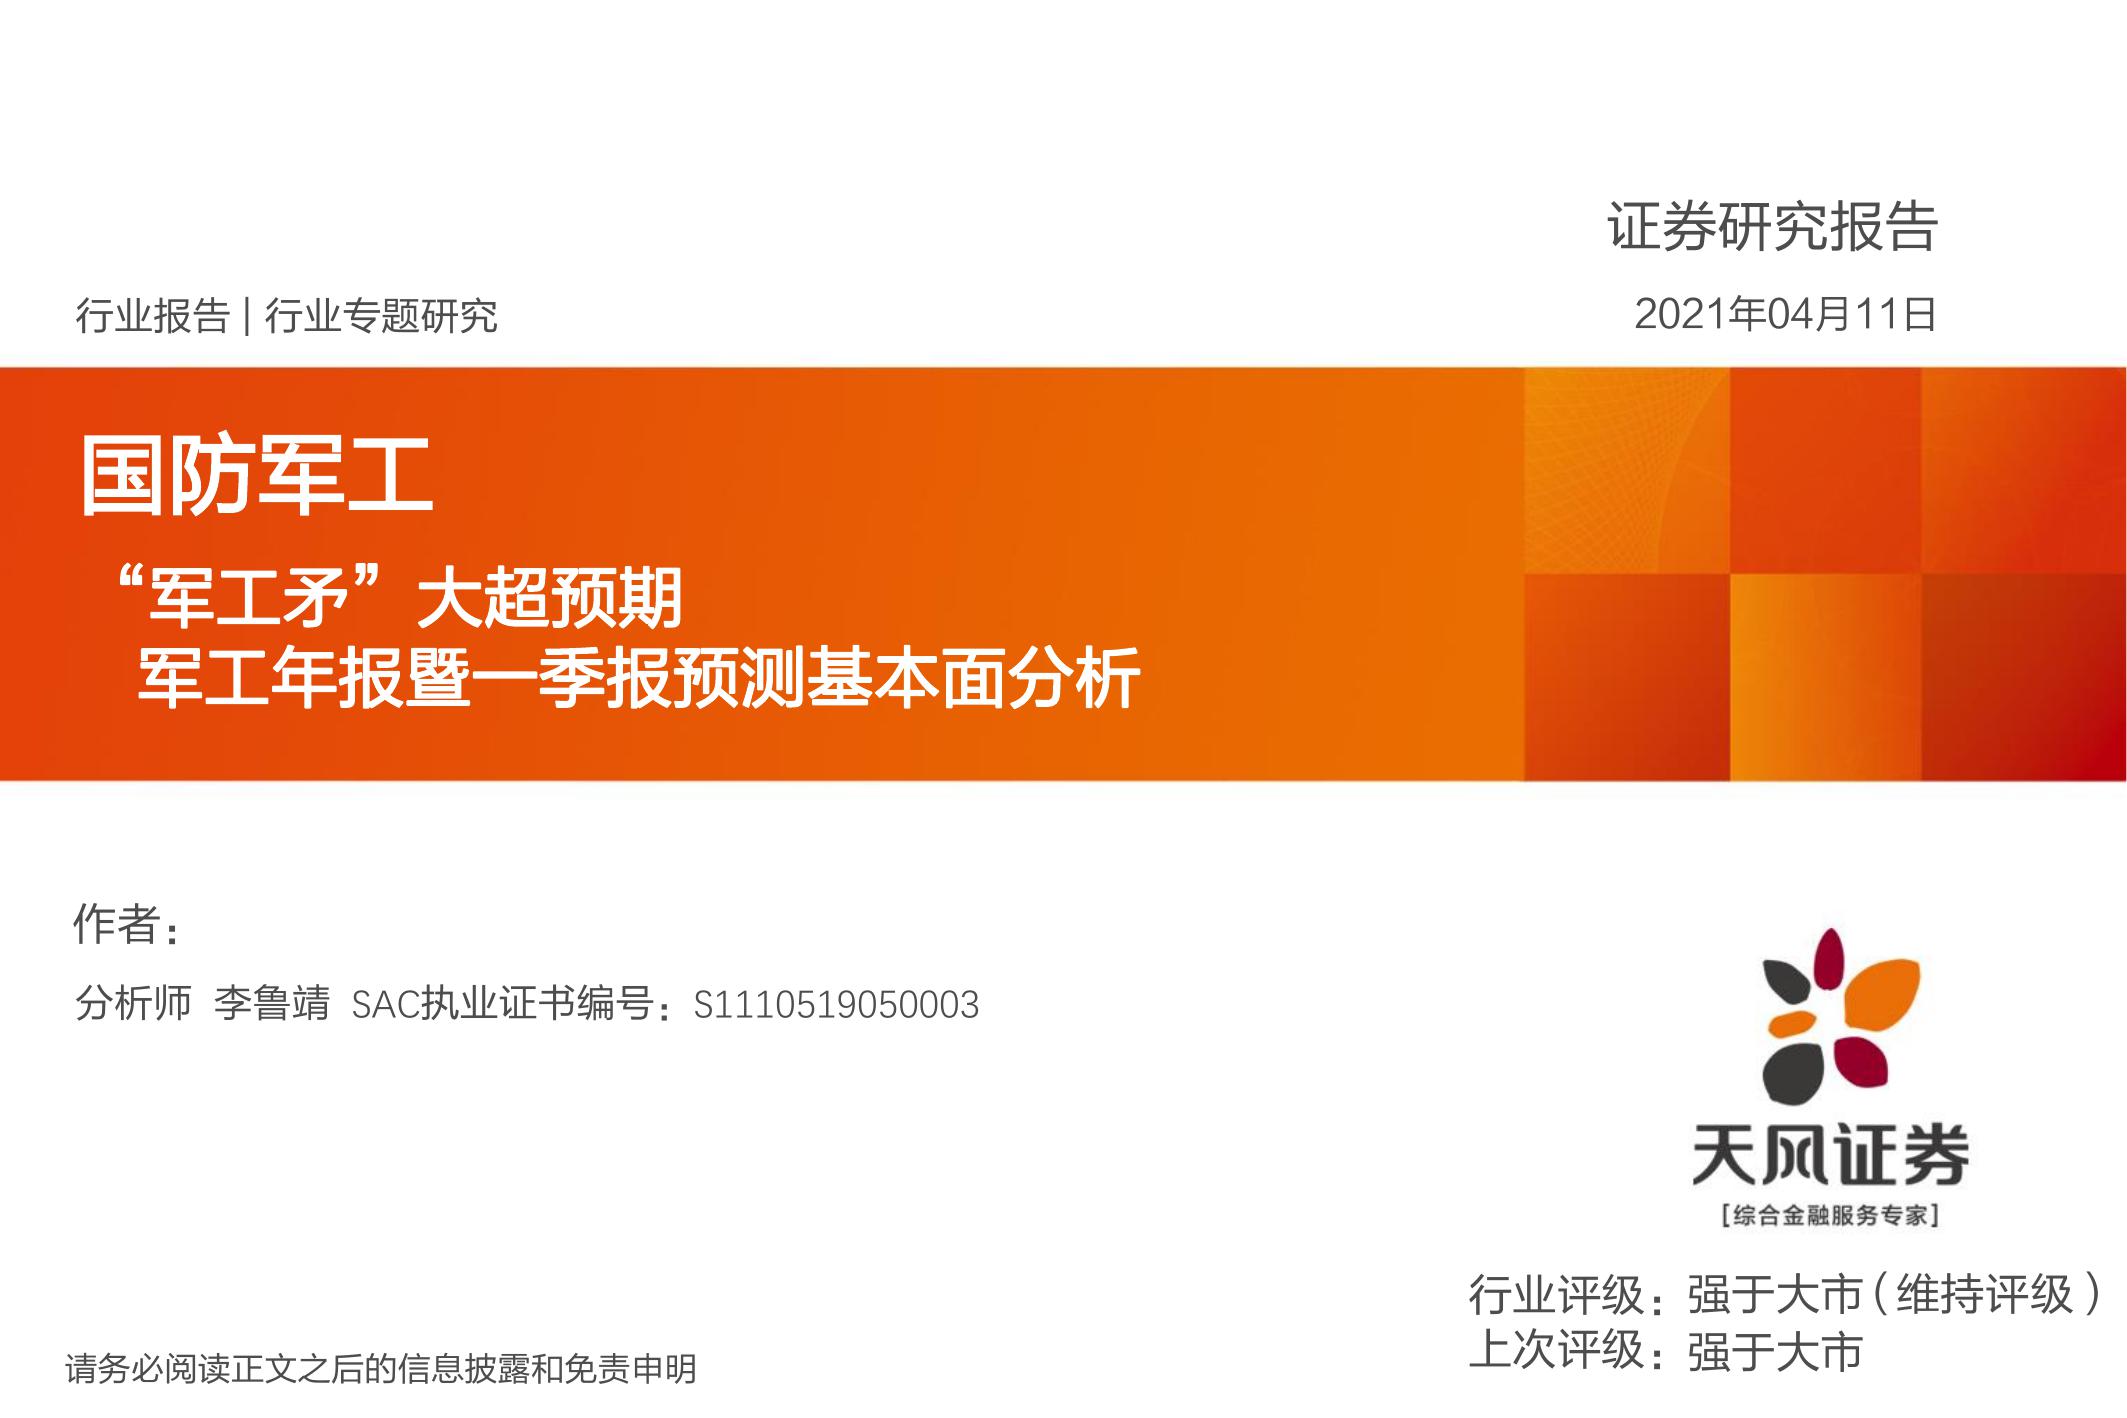 证券研究报告
行业报告 | 行业专题研究
2021年04月11日
国防军工
“军工矛”大超预期
军工年报暨一季报预测基本面分析
作者：
分析师 李鲁靖 SAC执业证书编号：S1110519050003
天风证券
[综合金融服务专家]
行业评级：强于大市（维持评级）
上次评级：强于大市
请务必阅读正文之后的信息披露和免责申明